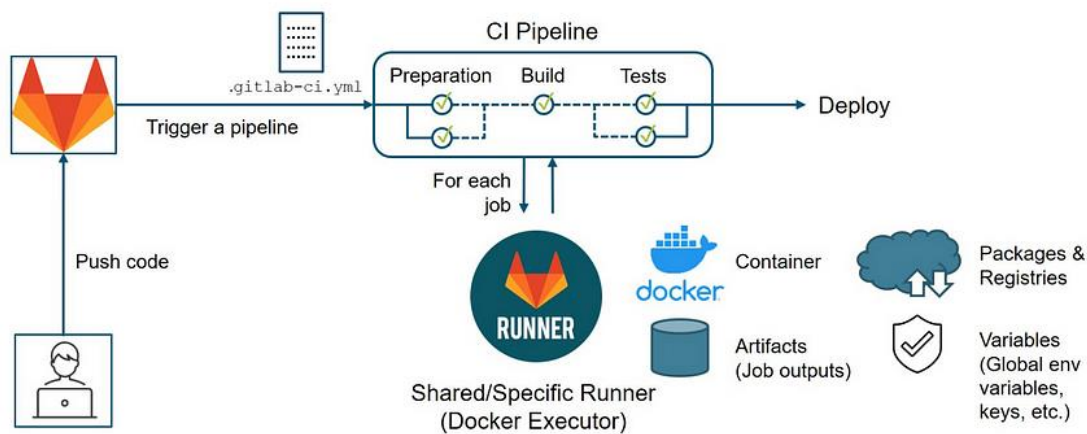 CI Pipeline
.gitlab-ci.yml
Preparation
Build
Tests
Trigger a pipeline
Deploy
For each
job
Push code
RUNNER
Shared/Specific Runner
(Docker Executor)
docker
Container
Artifacts
(Job outputs)
Packages &
Registries
Variables
(Global env
variables,
keys, etc.)